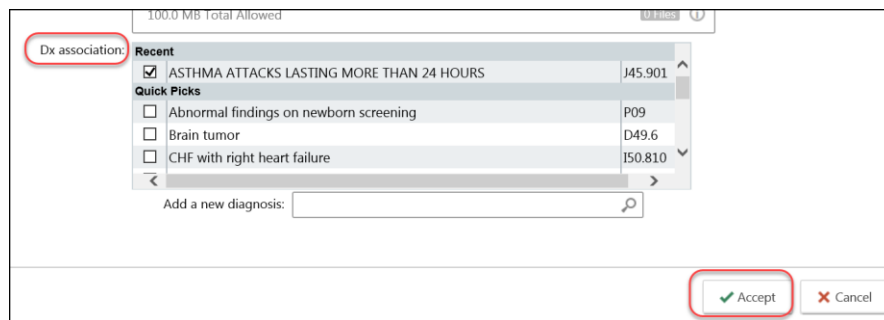 100.0 MB Total Allowed 0 Files
Dx association: Recent
ASTHMA ATTACKS LASTING MORE THAN 24 HOURS J45.901
Quick Picks
Abnormal findings on newborn screening P09
Brain tumor D49.6
CHF with right heart failure I50.810
Add a new diagnosis:
Accept Cancel